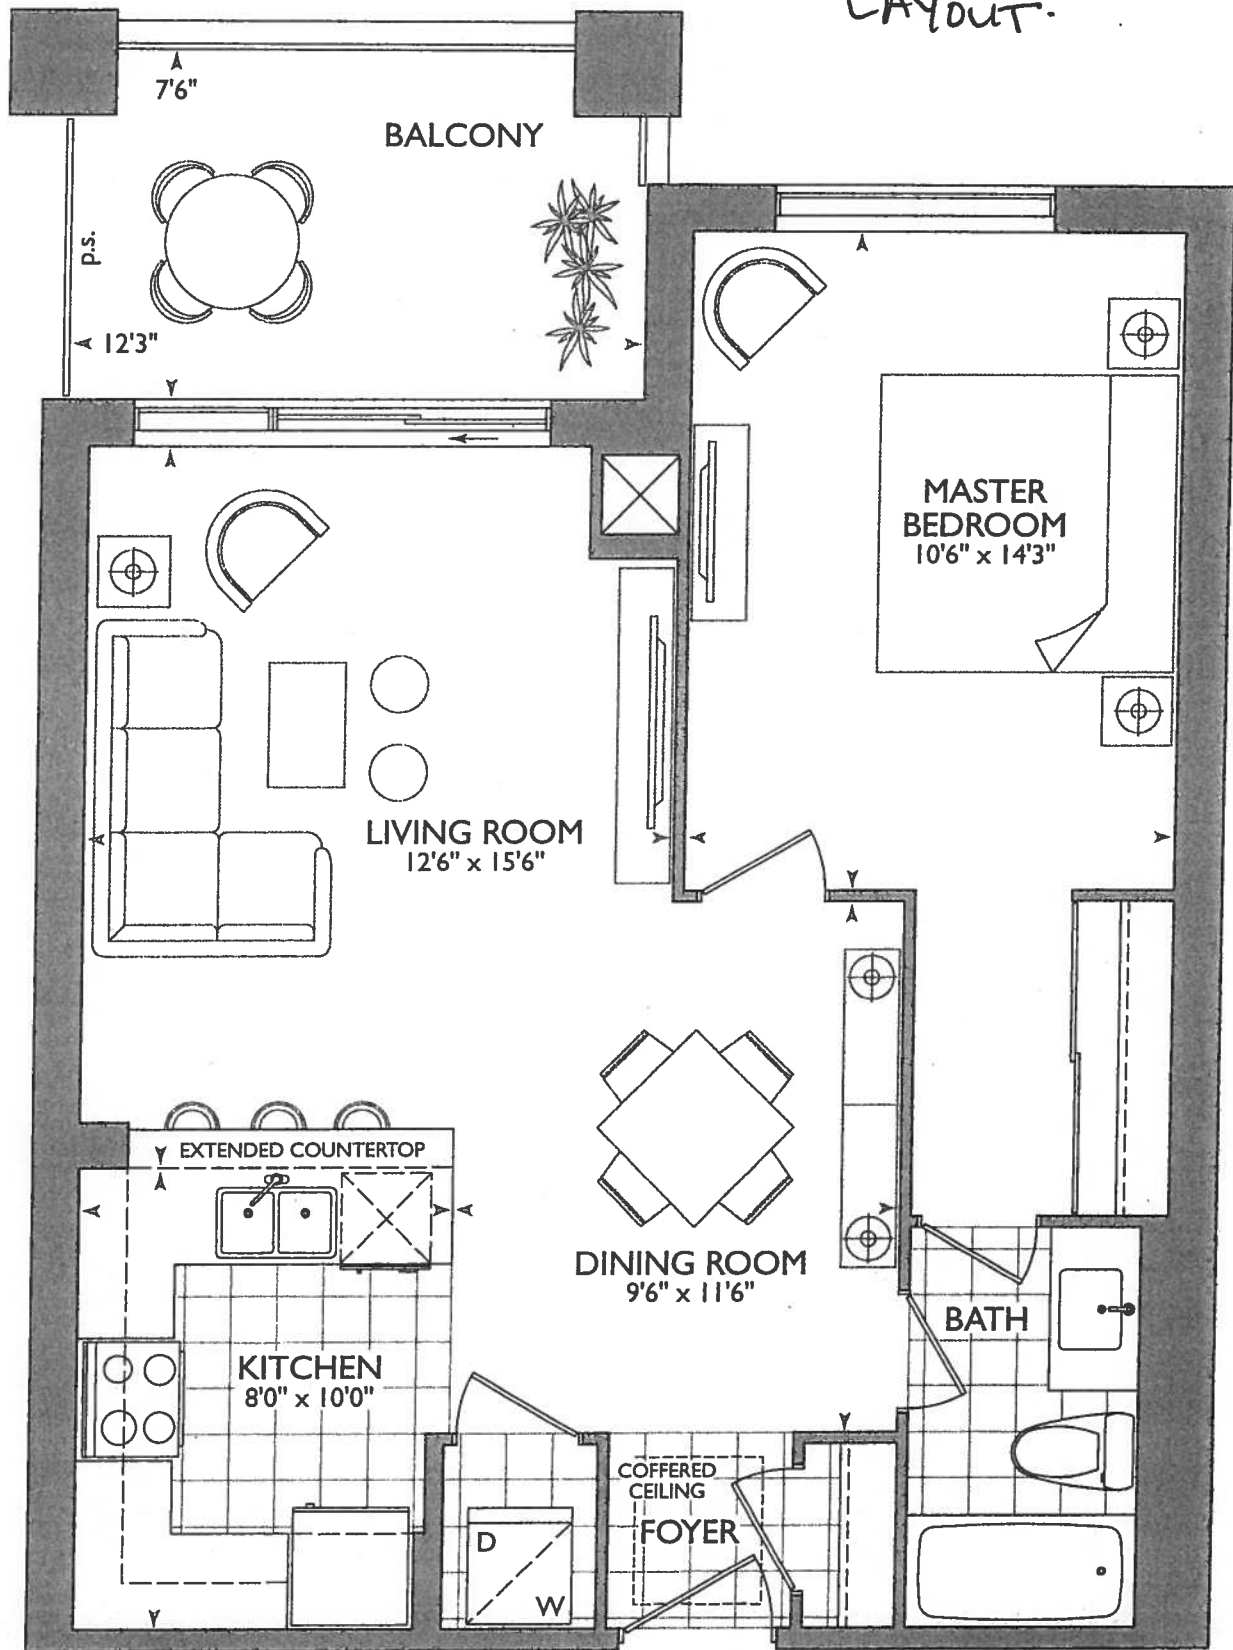 LAYOUT.
7'6"
BALCONY
p.s.
12'3"
MASTER
BEDROOM
10'6" x 14'3"
LIVING ROOM
12'6" x 15'6"
EXTENDED COUNTERTOP
DINING ROOM
9'6" x 11'6"
BATH
KITCHEN
8'0" x 10'0"
COFFERED
CEILING
FOYER
D
W